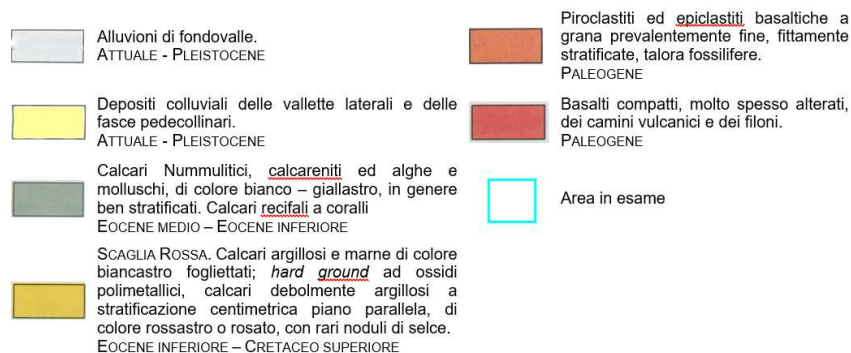 Alluvioni di fondovalle.
ATTUALE - PLEISTOCENE
Depositi colluviali delle vallette laterali e delle
fasce pedecollinari.
ATTUALE - PLEISTOCENE
Calcari Nummulitici, calcareniti ed alghe e
molluschi, di colore bianco – giallastro, in genere
ben stratificati. Calcari recifali a coralli
EOCENE MEDIO – EOCENE INFERIORE
SCAGLIA ROSSA. Calcari argillosi e marne di colore
biancastro fogliettati; hard ground ad ossidi
polimetallici, calcari debolmente argillosi a
stratificazione centimetrica piano parallela, di
colore rossastro o rosato, con rari noduli di selce.
EOCENE INFERIORE – CRETACEO SUPERIORE
Piroclastiti ed epiclastiti basaltiche a
grana prevalentemente fine, fittamente
stratificate, talora fossilifere.
PALEOGENE
Basalti compatti, molto spesso alterati,
dei camini vulcanici e dei filoni.
PALEOGENE
Area in esame